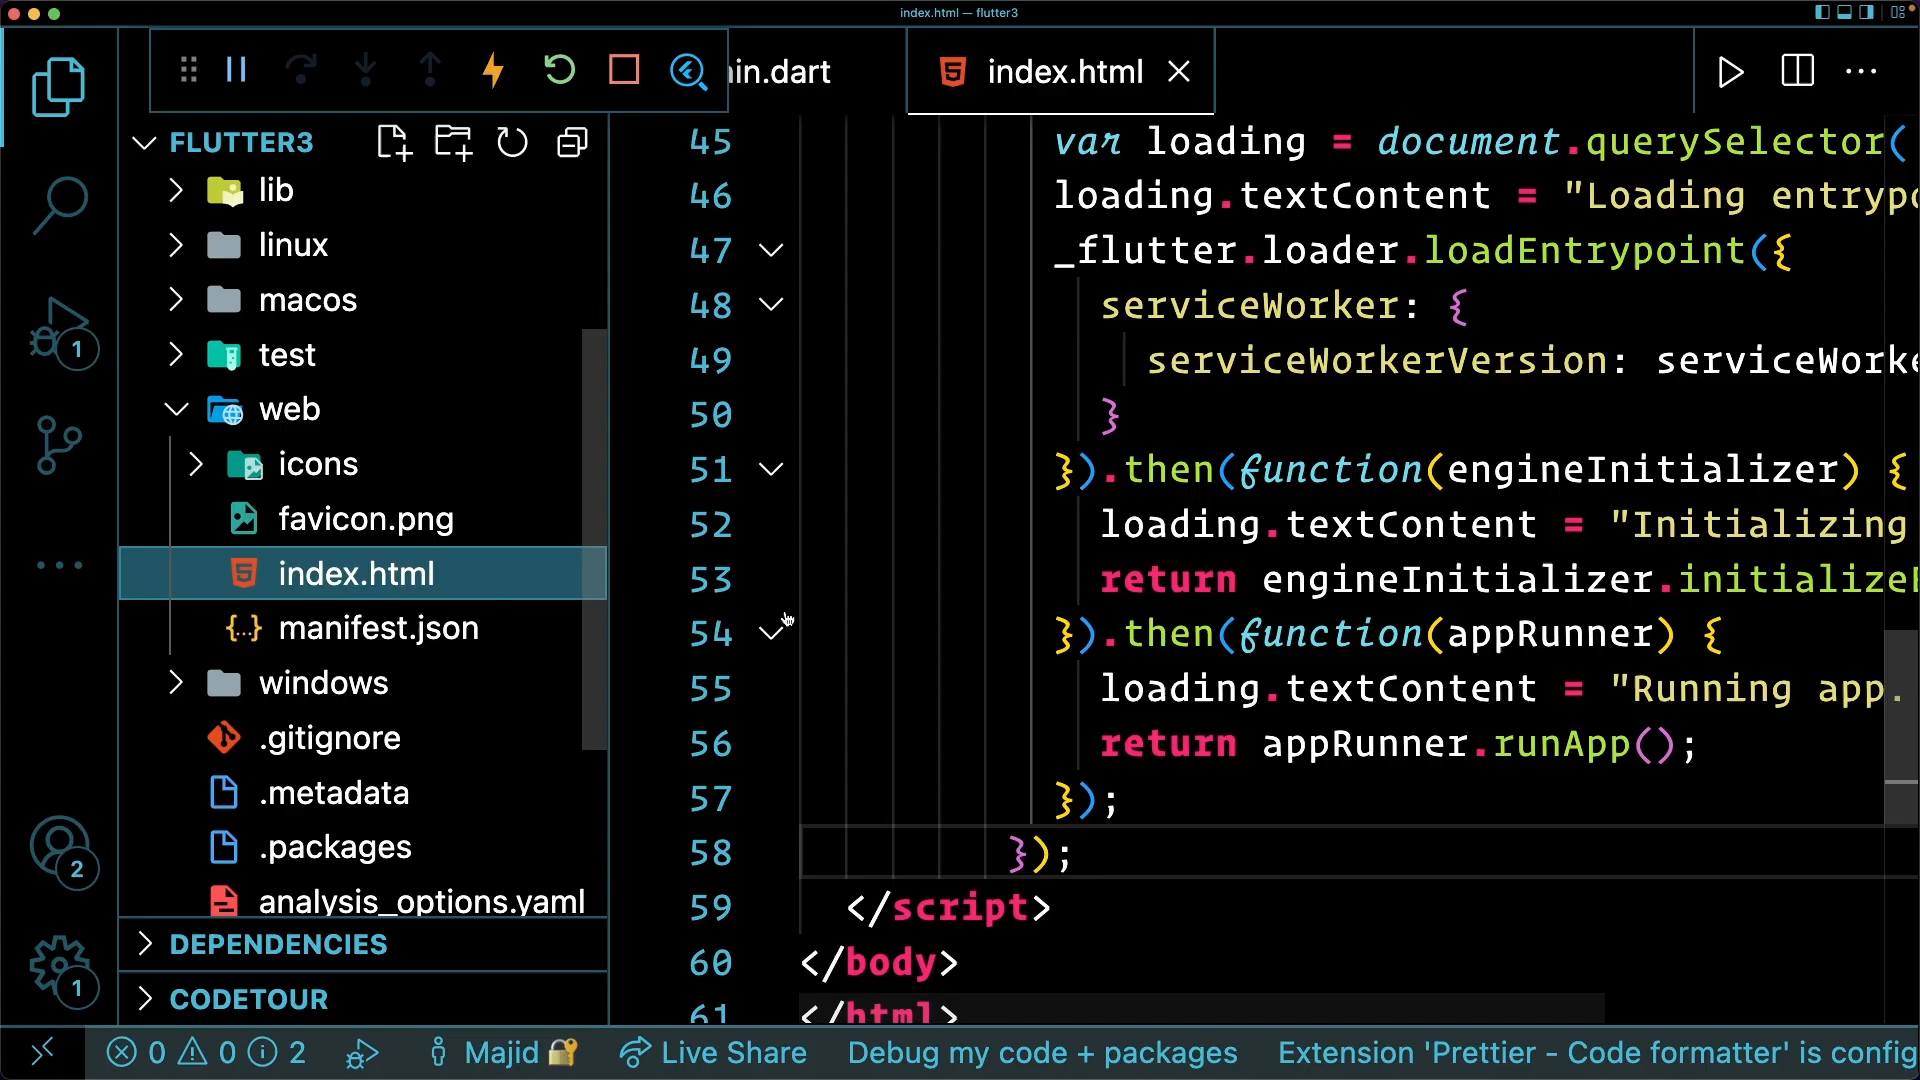 index.html — flutter3
in.dart
index.html
FLUTTER3
lib
linux
macos
test
web
icons
favicon.png
index.html
manifest.json
windows
.gitignore
.metadata
.packages
analysis_options.yaml
DEPENDENCIES
CODETOUR
1
2
1
45 var loading = document.querySelector(
46 loading.textContent = "Loading entryp
47 _flutter.loader.loadEntrypoint({
48 serviceWorker: {
49 serviceWorkerVersion: serviceWork
50 }
51 }).then(function(engineInitializer) {
52 loading.textContent = "Initializing
53 return engineInitializer.initialize
54 }).then(function(appRunner) {
55 loading.textContent = "Running app.
56 return appRunner.runApp();
57 });
58 });
59 </script>
60 </body>
61 </html>
0 0 2 Majid Live Share Debug my code + packages Extension 'Prettier - Code formatter' is config